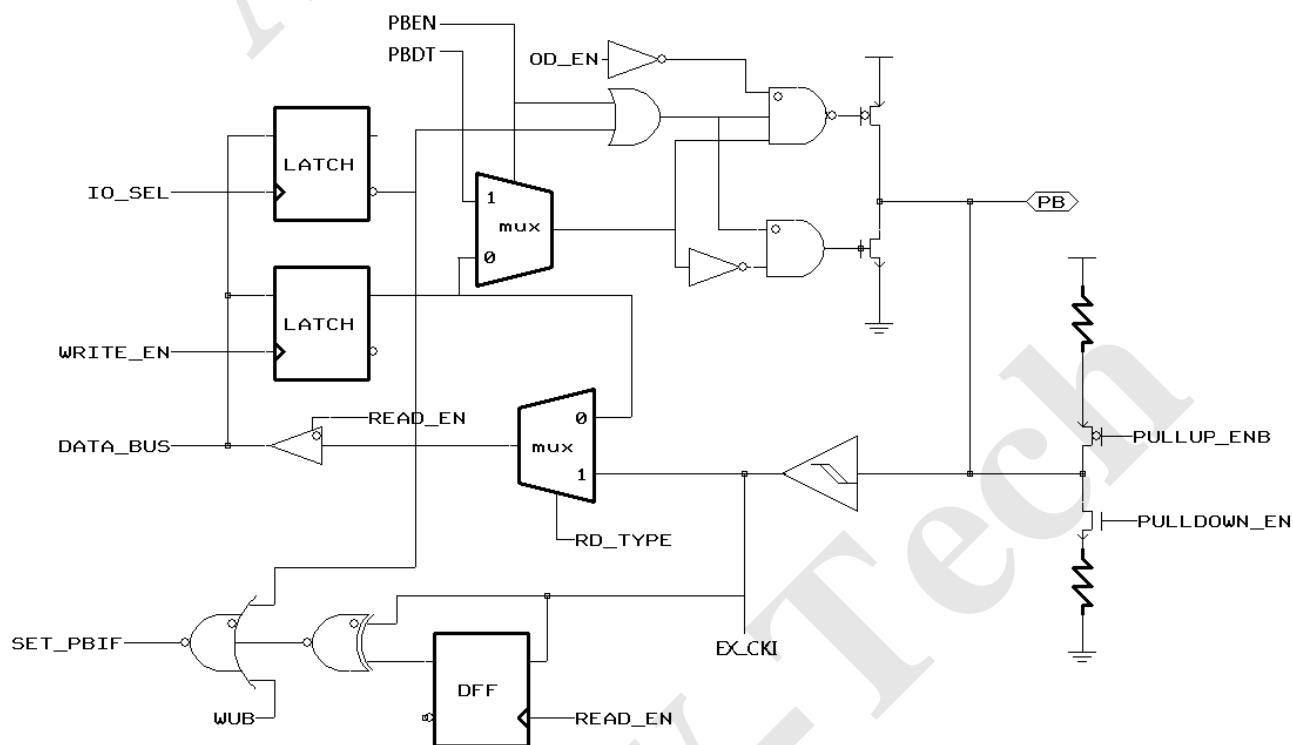 PBEN
PBDT
OD_EN
LATCH
IO_SEL
1
mux
0
PB
LATCH
WRITE_EN
READ_EN
0
DATA_BUS
mux
1
PULLUP_ENB
RD_TYPE
PULLDOWN_EN
SET_PBIF
EX_CKI
DFF
WUB
READ_EN
-Tech